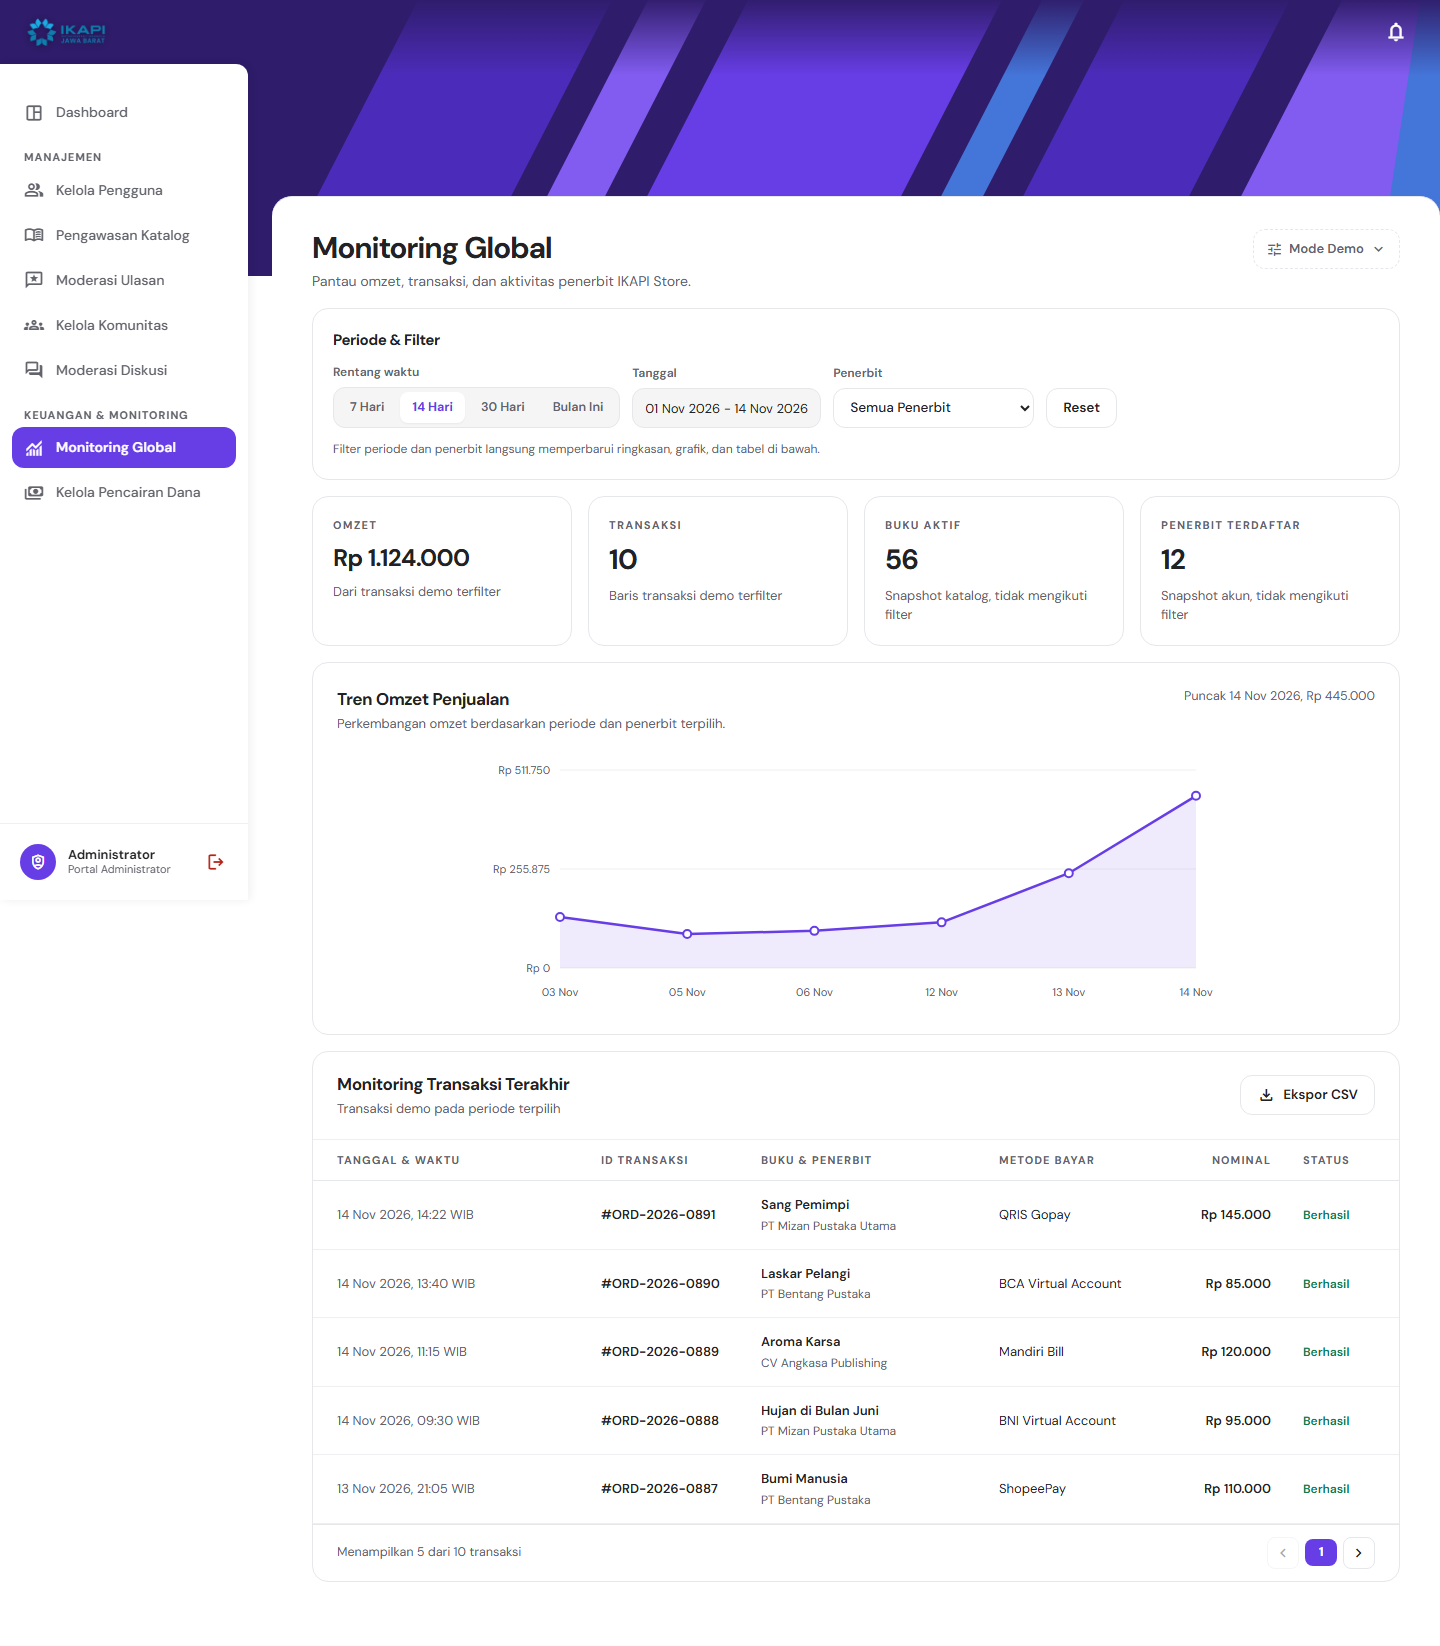 IKAPI
JAWA BARAT
Dashboard
MANAJEMEN
Kelola Pengguna
Pengawasan Katalog
Moderasi Ulasan
Kelola Komunitas
Moderasi Diskusi
KEUANGAN & MONITORING
Monitoring Global
Kelola Pencairan Dana
Administrator
Portal Administrator
Monitoring Global
Mode Demo
Pantau omzet, transaksi, dan aktivitas penerbit IKAPI Store.
Periode & Filter
Rentang waktu
Tanggal
Penerbit
7 Hari
14 Hari
30 Hari
Bulan Ini
01 Nov 2026 - 14 Nov 2026
Semua Penerbit
Reset
Filter periode dan penerbit langsung memperbarui ringkasan, grafik, dan tabel di bawah.
OMZET
Rp 1.124.000
Dari transaksi demo terfilter
TRANSAKSI
10
Baris transaksi demo terfilter
BUKU AKTIF
56
Snapshot katalog, tidak mengikuti
filter
PENERBIT TERDAFTAR
12
Snapshot akun, tidak mengikuti
filter
Tren Omzet Penjualan
Puncak 14 Nov 2026, Rp 445.000
Perkembangan omzet berdasarkan periode dan penerbit terpilih.
Rp 511.750
Rp 255.875
Rp 0
03 Nov
05 Nov
06 Nov
12 Nov
13 Nov
14 Nov
Monitoring Transaksi Terakhir
Transaksi demo pada periode terpilih
Ekspor CSV
TANGGAL & WAKTU
ID TRANSAKSI
BUKU & PENERBIT
METODE BAYAR
NOMINAL
STATUS
14 Nov 2026, 14:22 WIB
#ORD-2026-0891
Sang Pemimpi
PT Mizan Pustaka Utama
QRIS Gopay
Rp 145.000
Berhasil
14 Nov 2026, 13:40 WIB
#ORD-2026-0890
Laskar Pelangi
PT Bentang Pustaka
BCA Virtual Account
Rp 85.000
Berhasil
14 Nov 2026, 11:15 WIB
#ORD-2026-0889
Aroma Karsa
CV Angkasa Publishing
Mandiri Bill
Rp 120.000
Berhasil
14 Nov 2026, 09:30 WIB
#ORD-2026-0888
Hujan di Bulan Juni
PT Mizan Pustaka Utama
BNI Virtual Account
Rp 95.000
Berhasil
13 Nov 2026, 21:05 WIB
#ORD-2026-0887
Bumi Manusia
PT Bentang Pustaka
ShopeePay
Rp 110.000
Berhasil
Menampilkan 5 dari 10 transaksi
1